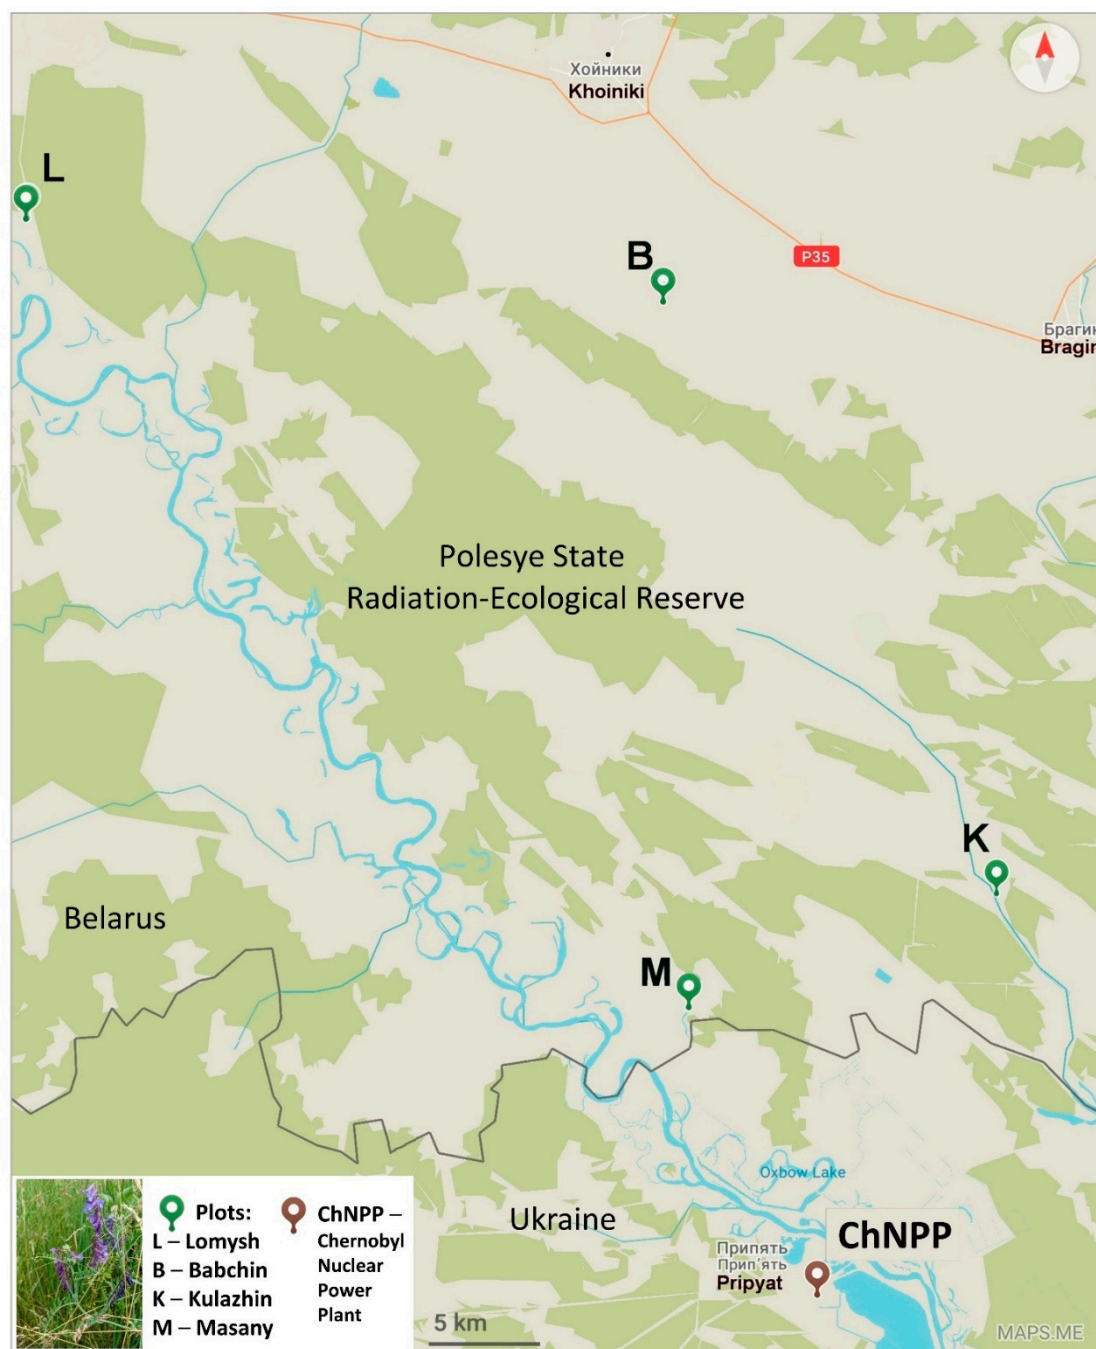 Хойники
Khoiniki
L
B
P35
Брагин
Bragin
Polesye State
Radiation-Ecological Reserve
K
Belarus
M
Oxbow Lake
Ukraine
ChNPP
Припять
Прип'ять
Pripyat
Plots:
L – Lomysh
B – Babchin
K – Kulazhin
M – Masany
ChNPP –
Chernobyl
Nuclear
Power
Plant
5 km
MAPS.ME